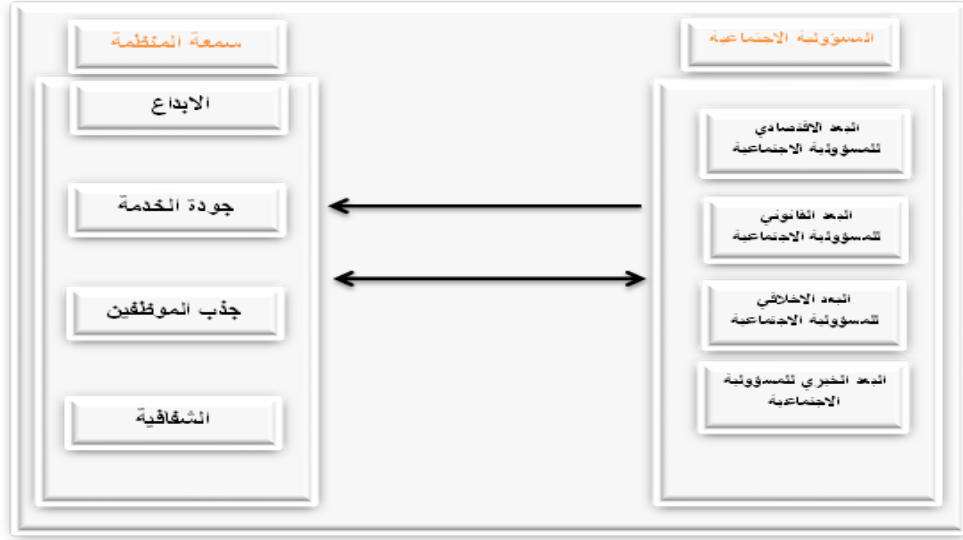 المسؤولية الاجتماعية
البعد الاقتصادي
للمسؤولية الاجتماعية
البعد القانوني
للمسؤولية الاجتماعية
البعد الاخلاقي
للمسؤولية الاجتماعية
البعد الخيري للمسؤولية
الاجتماعية
سمعة المنظمة
الابداع
جودة الخدمة
جذب الموظفين
الشفافية